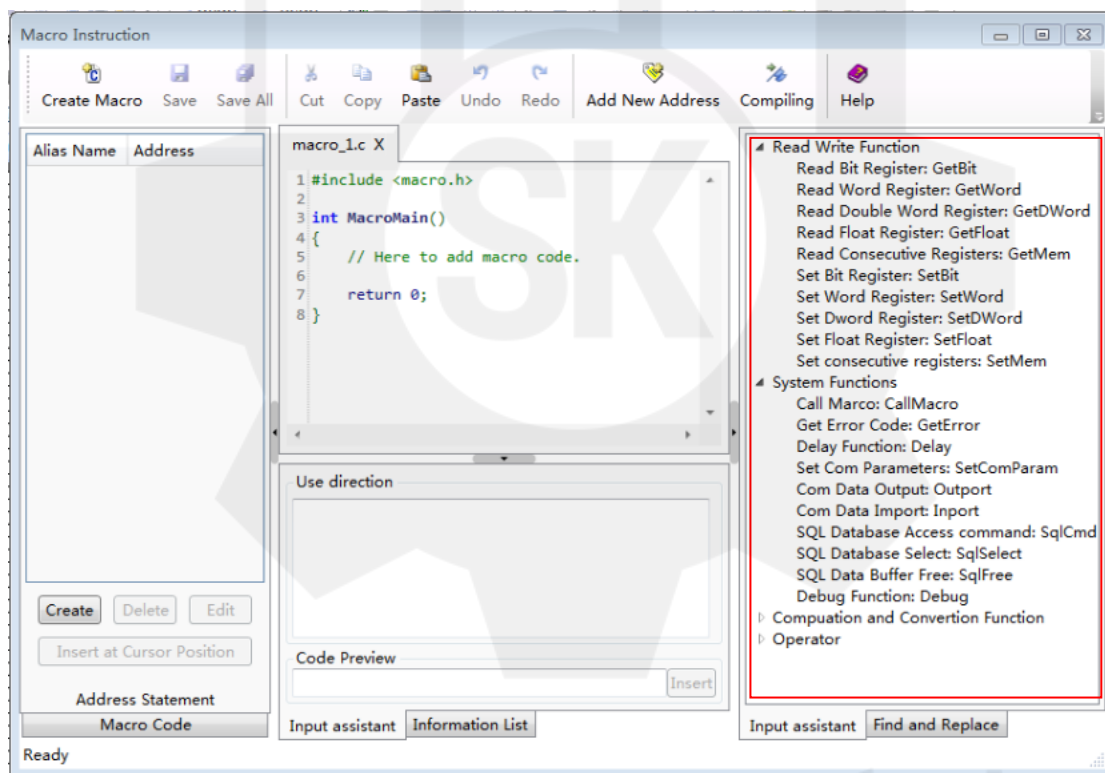 Macro Instruction
Create Macro Save Save All Cut Copy Paste Undo Redo Add New Address Compiling Help
Alias Name Address
macro_1.c X
1 #include <macro.h>
2
3 int MacroMain()
4 {
5 // Here to add macro code.
6
7 return 0;
8 }
Use direction
Code Preview
Insert
Input assistant Information List
Create Delete Edit
Insert at Cursor Position
Address Statement
Macro Code
Read Write Function
Read Bit Register: GetBit
Read Word Register: GetWord
Read Double Word Register: GetDWord
Read Float Register: GetFloat
Read Consecutive Registers: GetMem
Set Bit Register: SetBit
Set Word Register: SetWord
Set Dword Register: SetDWord
Set Float Register: SetFloat
Set consecutive registers: SetMem
System Functions
Call Marco: CallMacro
Get Error Code: GetError
Delay Function: Delay
Set Com Parameters: SetComParam
Com Data Output: Outport
Com Data Import: Inport
SQL Database Access command: SqlCmd
SQL Database Select: SqlSelect
SQL Data Buffer Free: SqlFree
Debug Function: Debug
Compuation and Convertion Function
Operator
Input assistant Find and Replace
Ready
SK